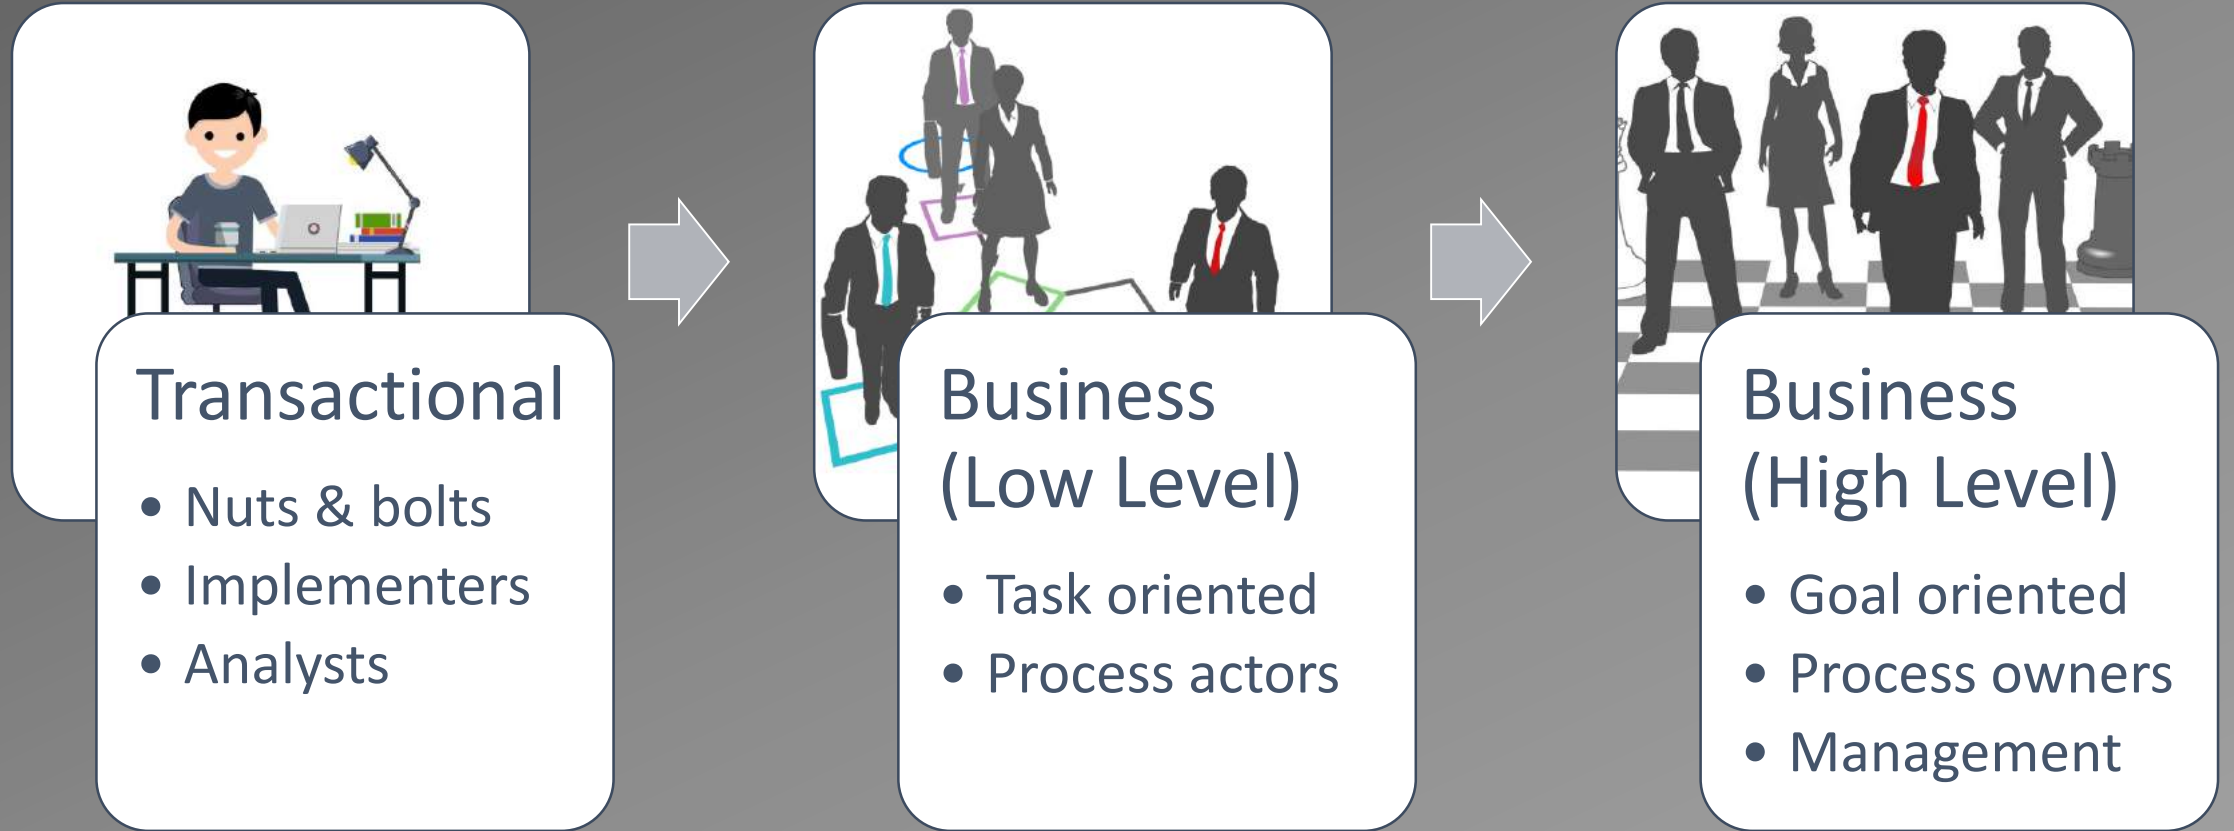 Transactional
• Nuts & bolts
• Implementers
• Analysts
Business
(Low Level)
• Task oriented
• Process actors
Business
(High Level)
• Goal oriented
• Process owners
• Management